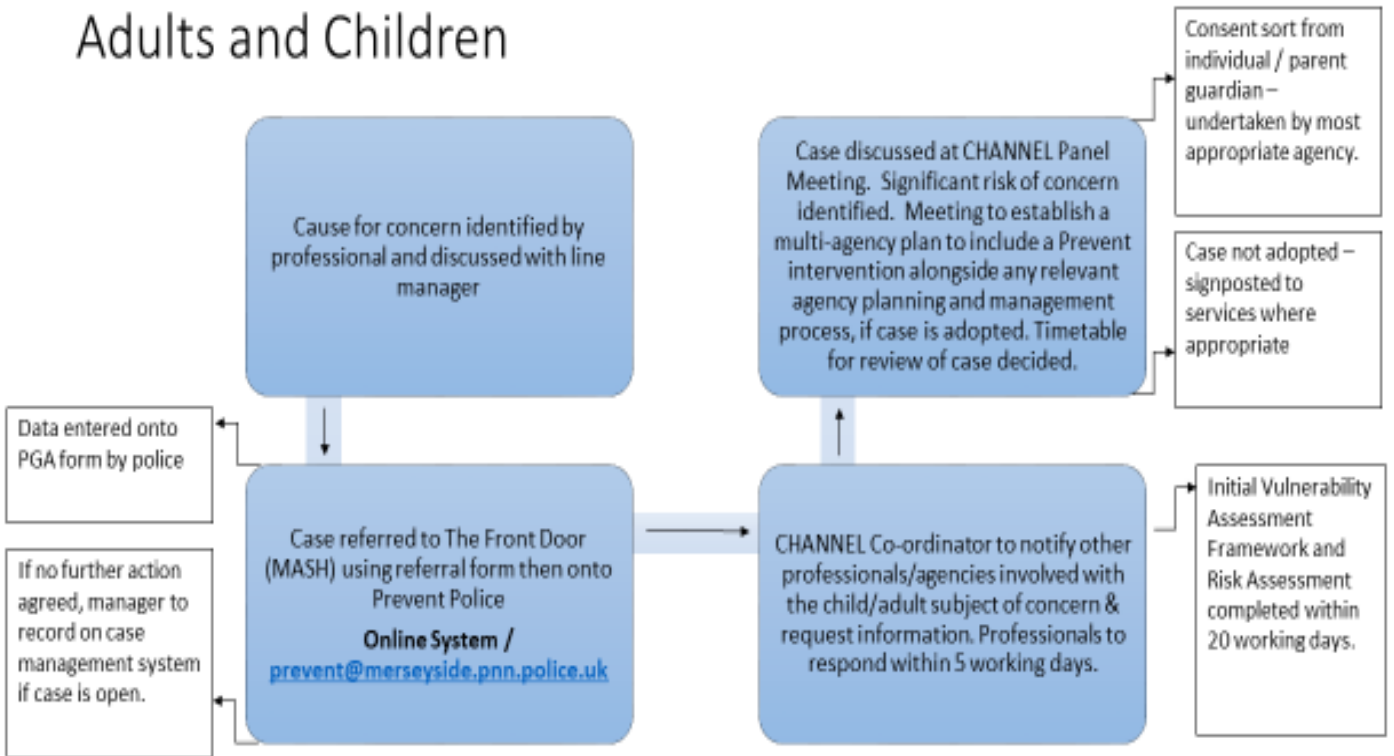 Adults and Children
Cause for concern identified by
professional and discussed with line
manager
Data entered onto
PGA form by police
If no further action
agreed, manager to
record on case
management system
if case is open.
Case referred to The Front Door
(MASH) using referral form then onto
Prevent Police
Online System /
prevent@merseyside.pnn.police.uk
CHANNEL Co-ordinator to notify other
professionals/agencies involved with
the child/adult subject of concern &
request information. Professionals to
respond within 5 working days.
Initial Vulnerability
Assessment
Framework and
Risk Assessment
completed within
20 working days.
Case discussed at CHANNEL Panel
Meeting. Significant risk of concern
identified. Meeting to establish a
multi-agency plan to include a Prevent
intervention alongside any relevant
agency planning and management
process, if case is adopted. Timetable
for review of case decided.
Consent sort from
individual / parent
guardian –
undertaken by most
appropriate agency.
Case not adopted –
signposted to
services where
appropriate